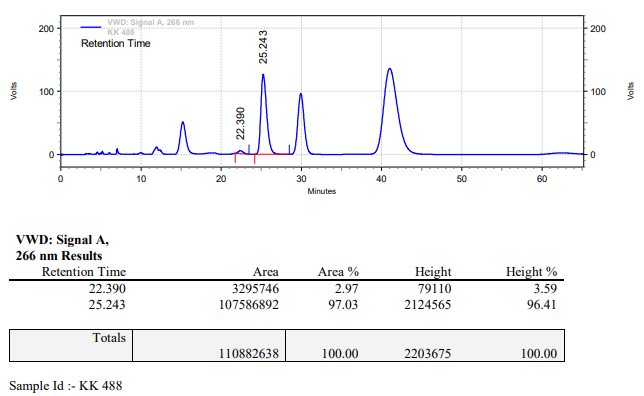 VWD: Signal A, 266 nm
KK 488
Retention Time
200
100
0
Volts
22.390
25.243
200
100
0
Volts
0 10 20 30 40 50 60
Minutes
VWD: Signal A,
266 nm Results
Retention Time Area Area % Height Height %
22.390 3295746 2.97 79110 3.59
25.243 107586892 97.03 2124565 96.41
Totals
110882638 100.00 2203675 100.00
Sample Id :- KK 488